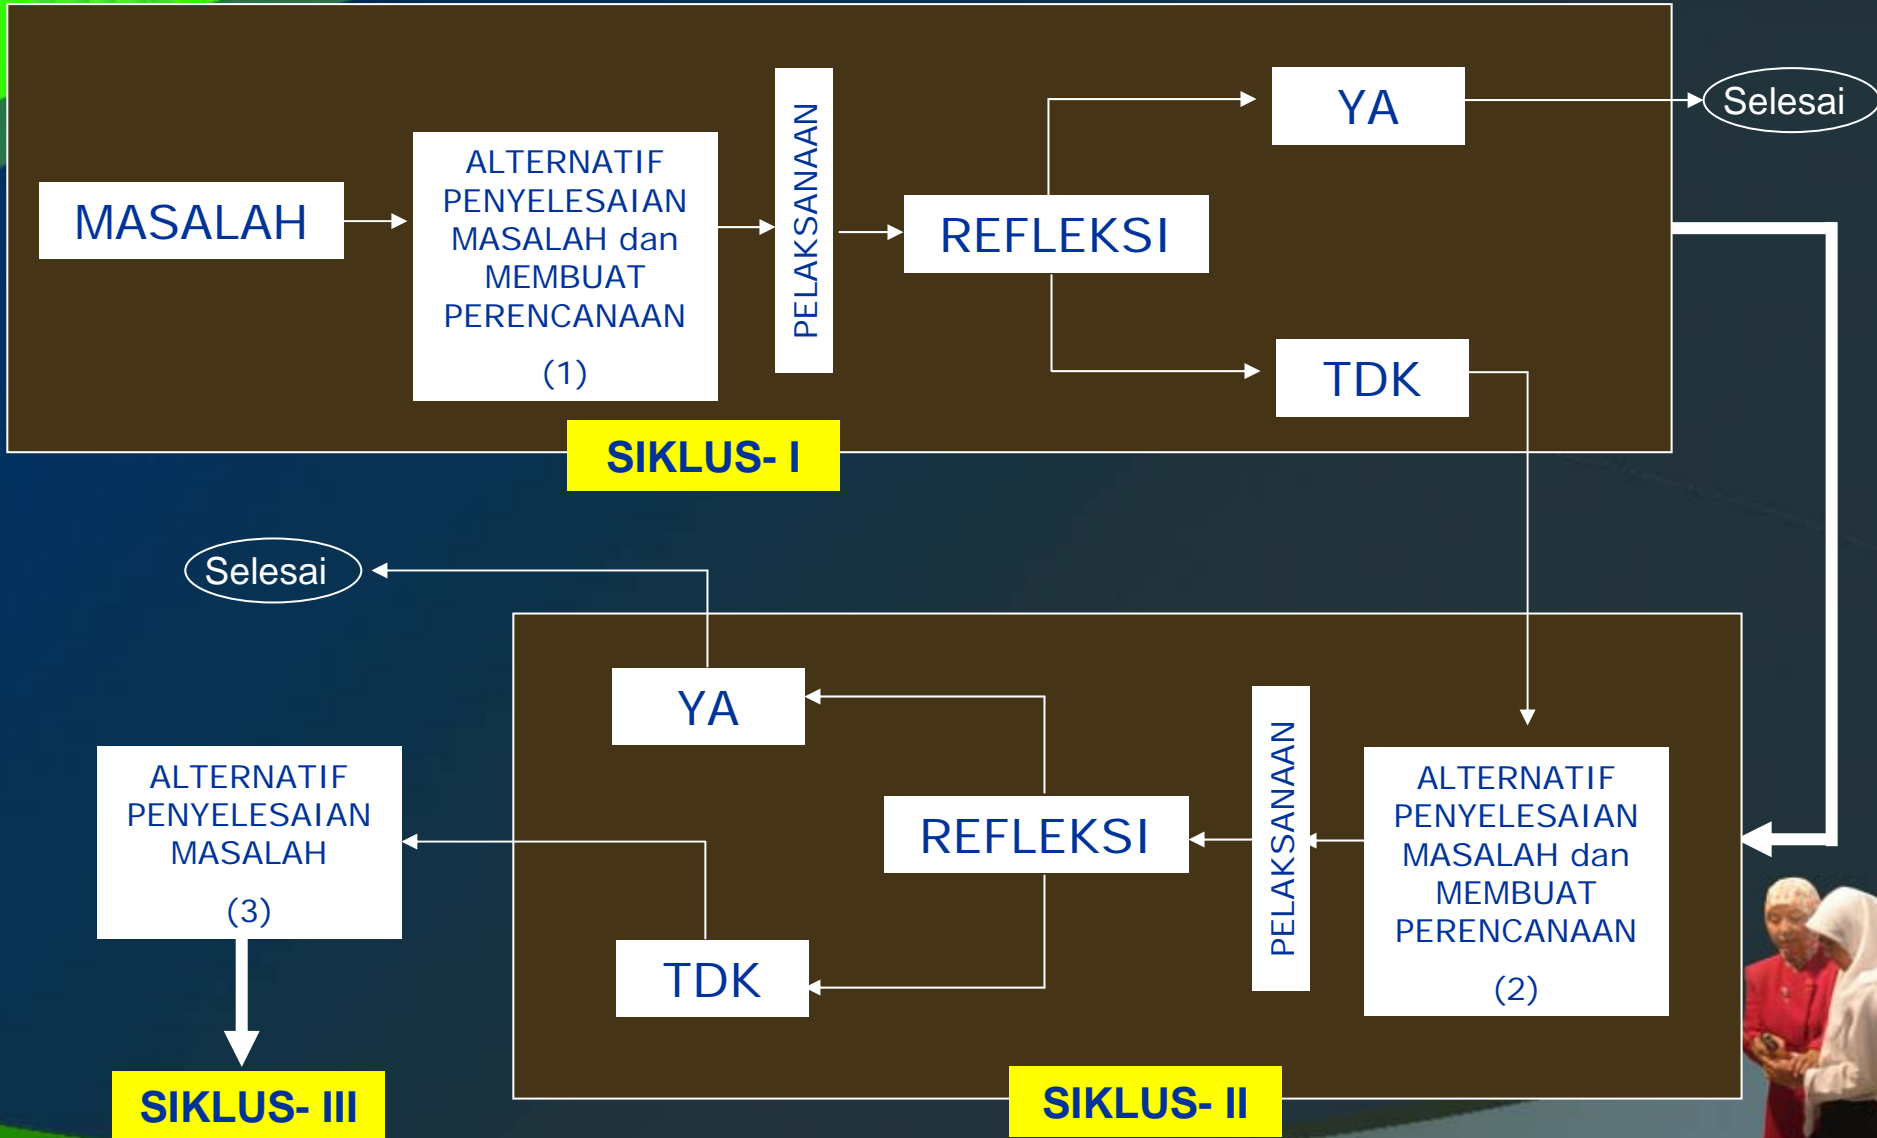 MASALAH
ALTERNATIF
PENYELESAIAN
MASALAH dan
MEMBUAT
PERENCANAAN
(1)
PELAKSANAAN
REFLEKSI
YA
Selesai
TDK
SIKLUS- I
ALTERNATIF
PENYELESAIAN
MASALAH dan
MEMBUAT
PERENCANAAN
(2)
PELAKSANAAN
REFLEKSI
YA
Selesai
TDK
SIKLUS- II
ALTERNATIF
PENYELESAIAN
MASALAH
(3)
SIKLUS- III